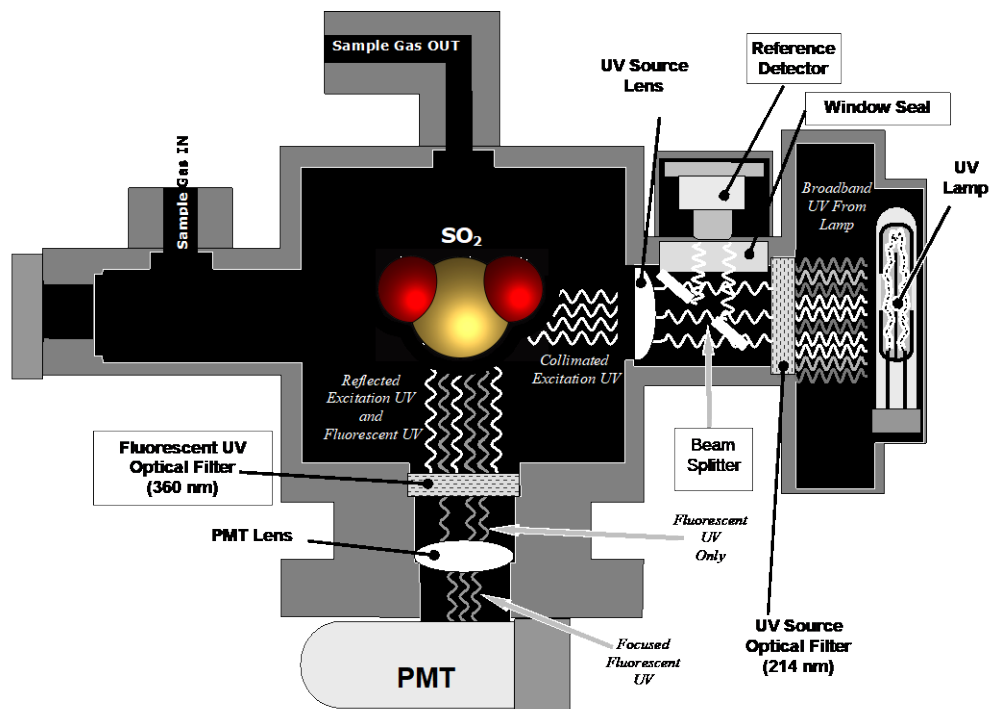 Sample Gas OUT
Sample Gas IN
UV Source
Lens
Reference
Detector
Window Seal
UV
Lamp
Broadband
UV From
Lamp
SO₂
Collimated
Excitation UV
Reflected
Excitation UV
and
Fluorescent UV
Fluorescent UV
Optical Filter
(360 nm)
Beam
Splitter
PMT Lens
Fluorescent
UV
Only
UV Source
Optical Filter
(214 nm)
Focused
Fluorescent
UV
PMT